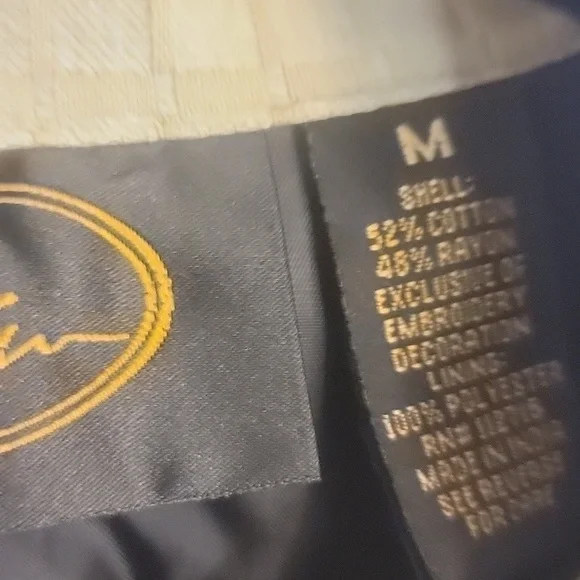 M
SHELL:
52% COTTON
48% RAYON
EXCLUSIVE OF
EMBROIDERY
DECORATION
LINING:
100% POLYESTER
RN#
MADE IN INDIA
SEE REVERSE
FOR CARE